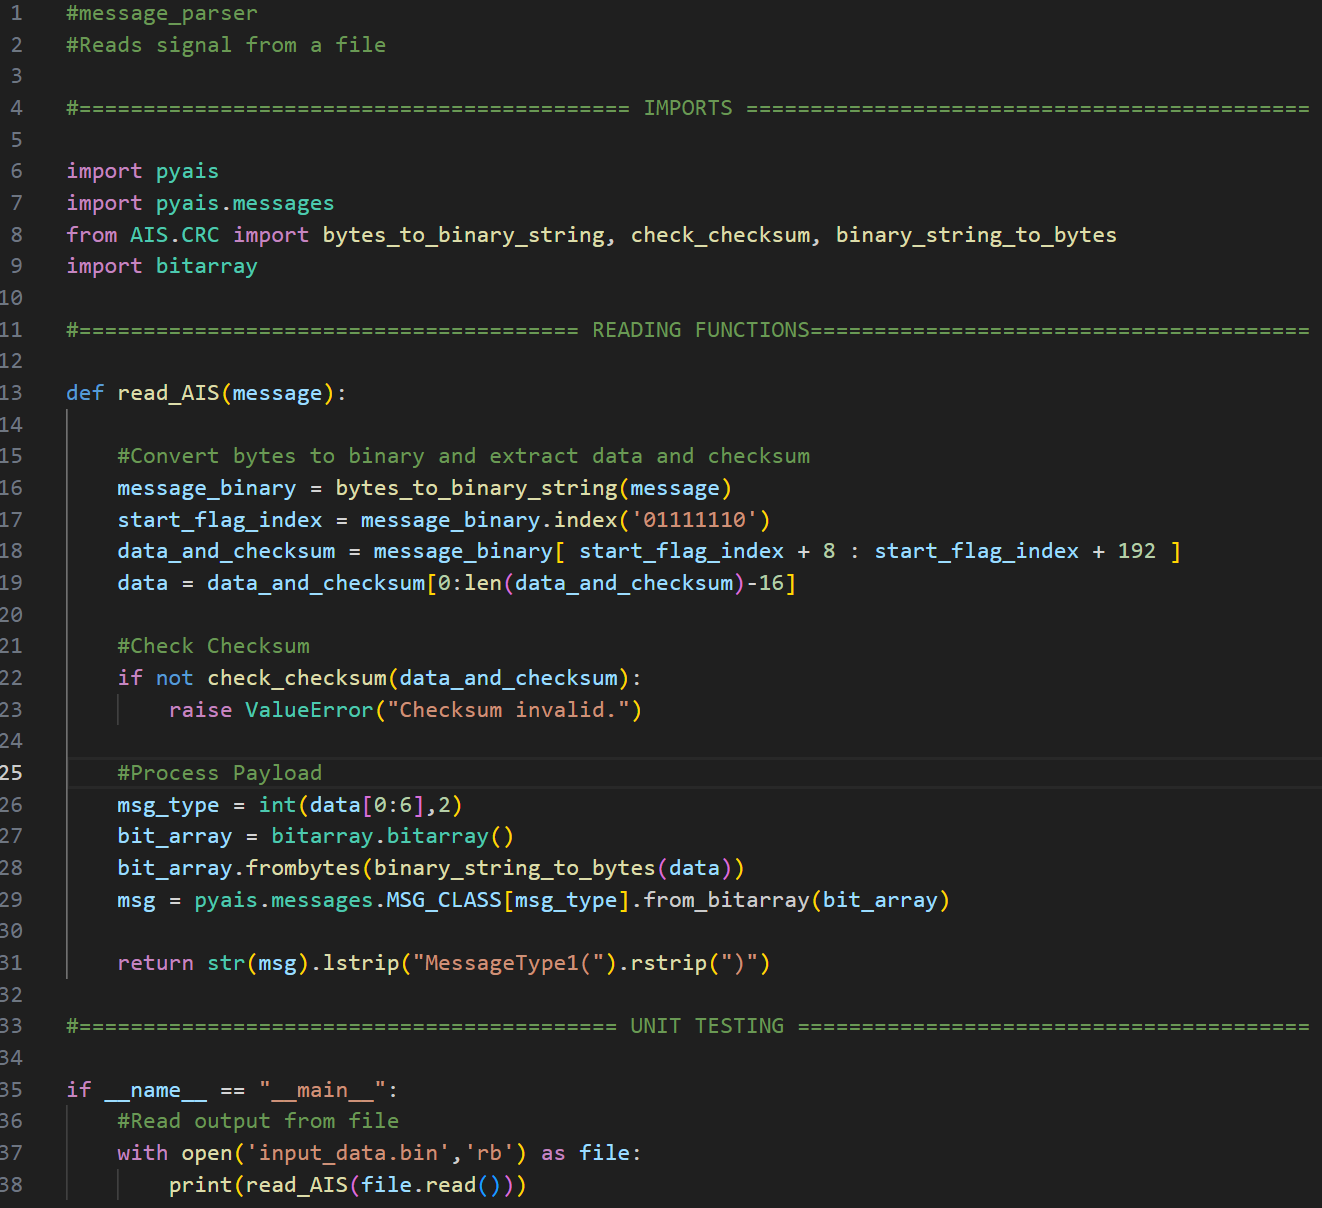 1 #message_parser
2 #Reads signal from a file
3
4 #=========================================== IMPORTS ============================================
5
6 import pyais
7 import pyais.messages
8 from AIS.CRC import bytes_to_binary_string, check_checksum, binary_string_to_bytes
9 import bitarray
10
11 #======================================= READING FUNCTIONS=======================================
12
13 def read_AIS(message):
14
15     #Convert bytes to binary and extract data and checksum
16     message_binary = bytes_to_binary_string(message)
17     start_flag_index = message_binary.index('01111110')
18     data_and_checksum = message_binary[ start_flag_index + 8 : start_flag_index + 192 ]
19     data = data_and_checksum[0:len(data_and_checksum)-16]
20
21     #Check Checksum
22     if not check_checksum(data_and_checksum):
23         raise ValueError("Checksum invalid.")
24
25     #Process Payload
26     msg_type = int(data[0:6],2)
27     bit_array = bitarray.bitarray()
28     bit_array.frombytes(binary_string_to_bytes(data))
29     msg = pyais.messages.MSG_CLASS[msg_type].from_bitarray(bit_array)
30
31     return str(msg).lstrip("MessageType1(").rstrip(")")
32
33 #========================================== UNIT TESTING ========================================
34
35 if __name__ == "__main__":
36     #Read output from file
37     with open('input_data.bin','rb') as file:
38         print(read_AIS(file.read()))